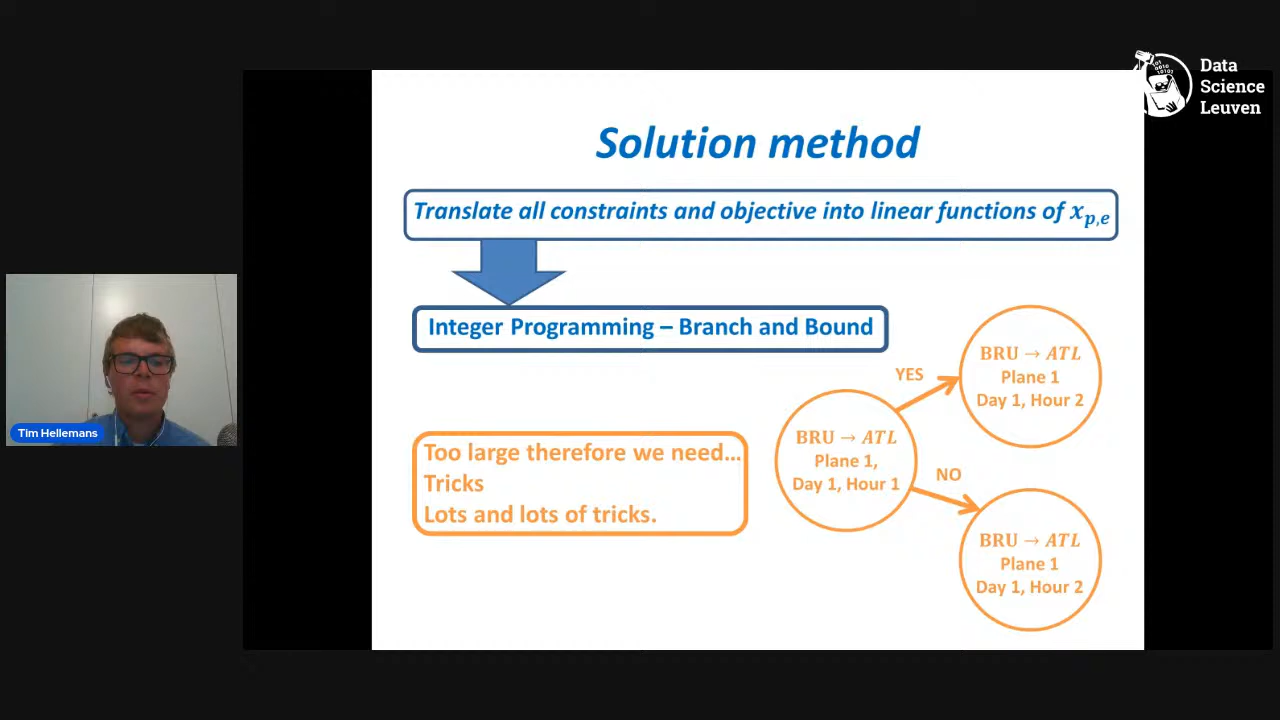 Data
Science
Leuven
Solution method
Translate all constraints and objective into linear functions of x_{p,e}
Integer Programming – Branch and Bound
Too large therefore we need…
Tricks
Lots and lots of tricks.
BRU → ATL
Plane 1,
Day 1, Hour 1
YES
BRU → ATL
Plane 1
Day 1, Hour 2
NO
BRU → ATL
Plane 1
Day 1, Hour 2
Tim Hellemans